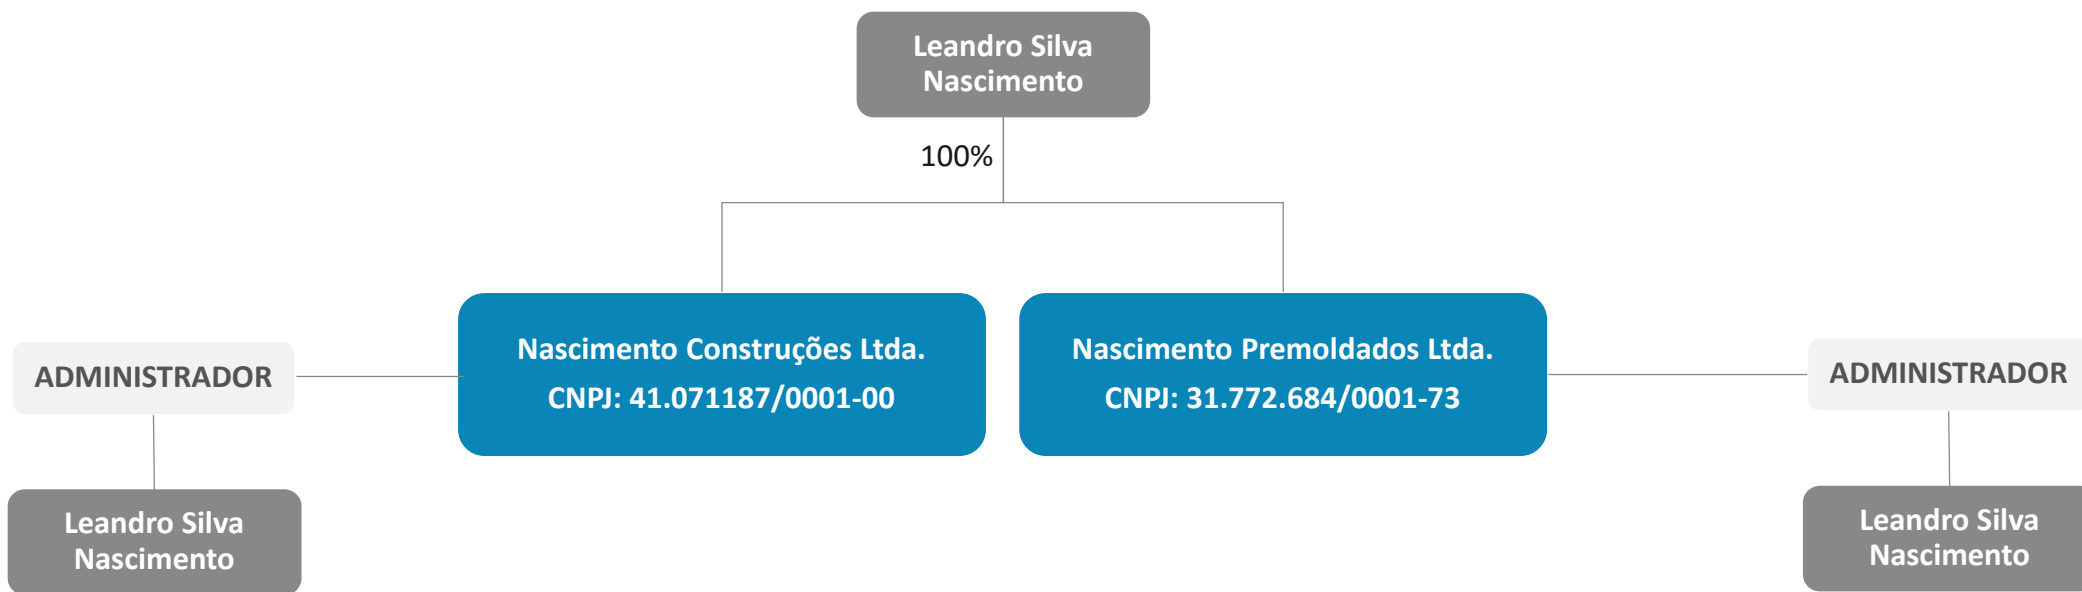 Leandro Silva
Nascimento
100%
Nascimento Construções Ltda.
CNPJ: 41.071187/0001-00
Nascimento Premoldados Ltda.
CNPJ: 31.772.684/0001-73
ADMINISTRADOR
ADMINISTRADOR
Leandro Silva
Nascimento
Leandro Silva
Nascimento